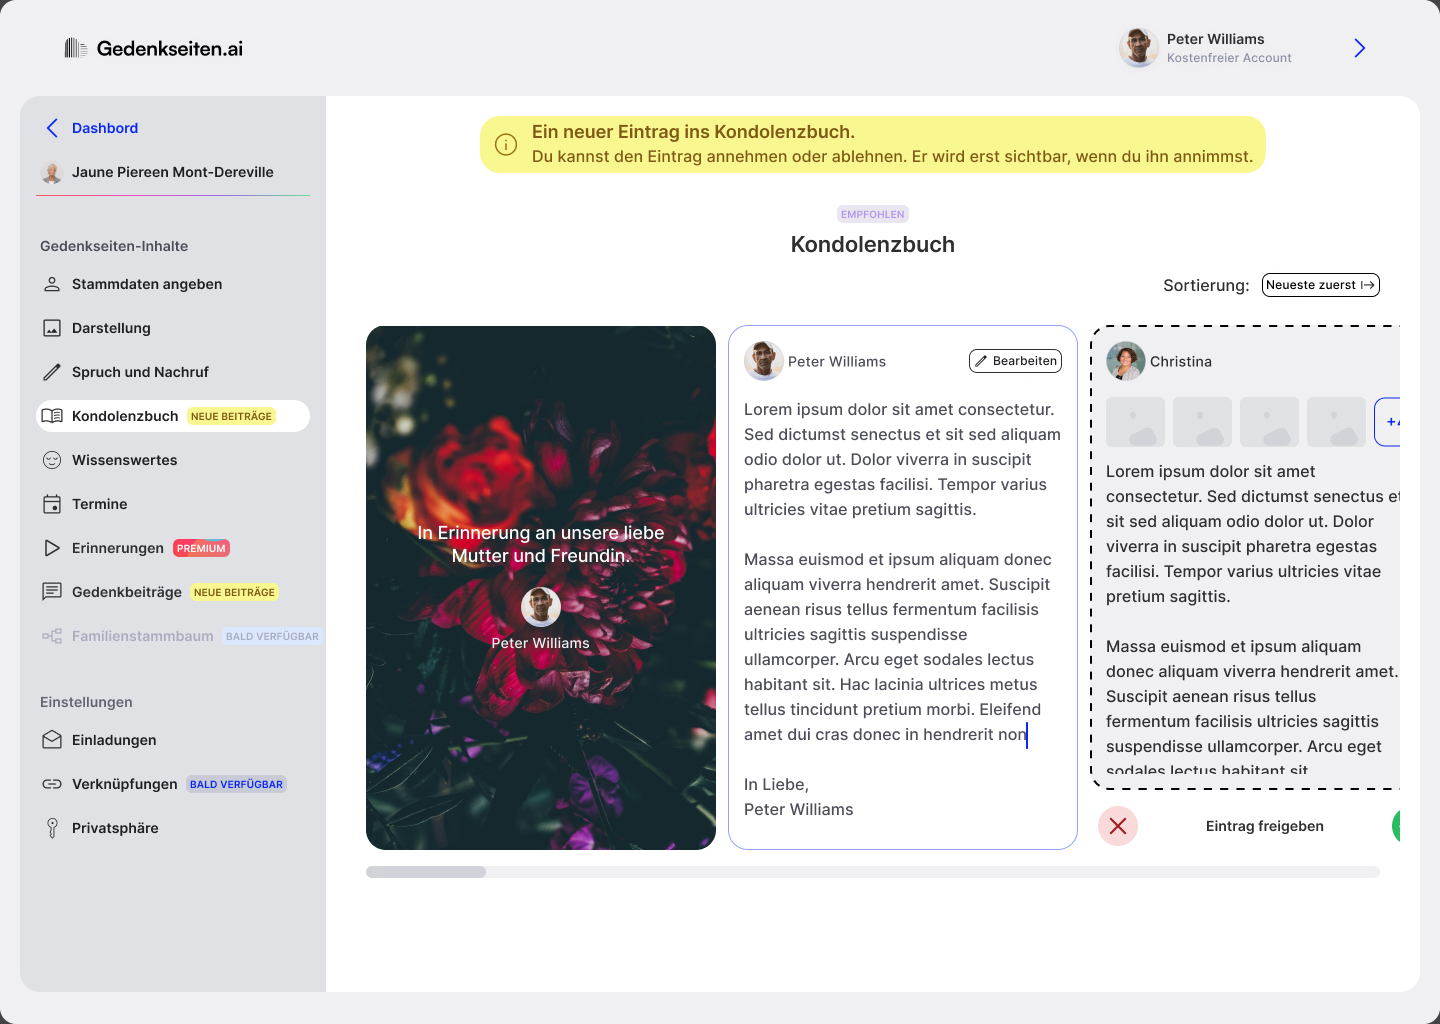 Gedenkseiten.ai
Peter Williams
Kostenfreier Account
Dashbord
Jaune Piereen Mont-Dereville
Gedenkseiten-Inhalte
Stammdaten angeben
Darstellung
Spruch und Nachruf
Kondolenzbuch NEUE BEITRÄGE
Wissenswertes
Termine
Erinnerungen PREMIUM
Gedenkbeiträge NEUE BEITRÄGE
Familienstammbaum BALD VERFÜGBAR
Einstellungen
Einladungen
Verknüpfungen BALD VERFÜGBAR
Privatsphäre
Ein neuer Eintrag ins Kondolenzbuch.
Du kannst den Eintrag annehmen oder ablehnen. Er wird erst sichtbar, wenn du ihn annimmst.
EMPFOHLEN
Kondolenzbuch
Sortierung: Neueste zuerst
In Erinnerung an unsere liebe
Mutter und Freundin.
Peter Williams
Peter Williams
Bearbeiten
Lorem ipsum dolor sit amet consectetur.
Sed dictumst senectus et sit sed aliquam
odio dolor ut. Dolor viverra in suscipit
pharetra egestas facilisi. Tempor varius
ultricies vitae pretium sagittis.
Massa euismod et ipsum aliquam donec
aliquam viverra hendrerit amet. Suscipit
aenean risus tellus fermentum facilisis
ultricies sagittis suspendisse
ullamcorper. Arcu eget sodales lectus
habitant sit. Hac lacinia ultrices metus
tellus tincidunt pretium morbi. Eleifend
amet dui cras donec in hendrerit non
In Liebe,
Peter Williams
Christina
Lorem ipsum dolor sit amet
consectetur. Sed dictumst senectus et
sit sed aliquam odio dolor ut. Dolor
viverra in suscipit pharetra egestas
facilisi. Tempor varius ultricies vitae
pretium sagittis.
Massa euismod et ipsum aliquam
donec aliquam viverra hendrerit amet.
Suscipit aenean risus tellus
fermentum facilisis ultricies sagittis
suspendisse ullamcorper. Arcu eget
sodales lectus habitant sit.
Eintrag freigeben